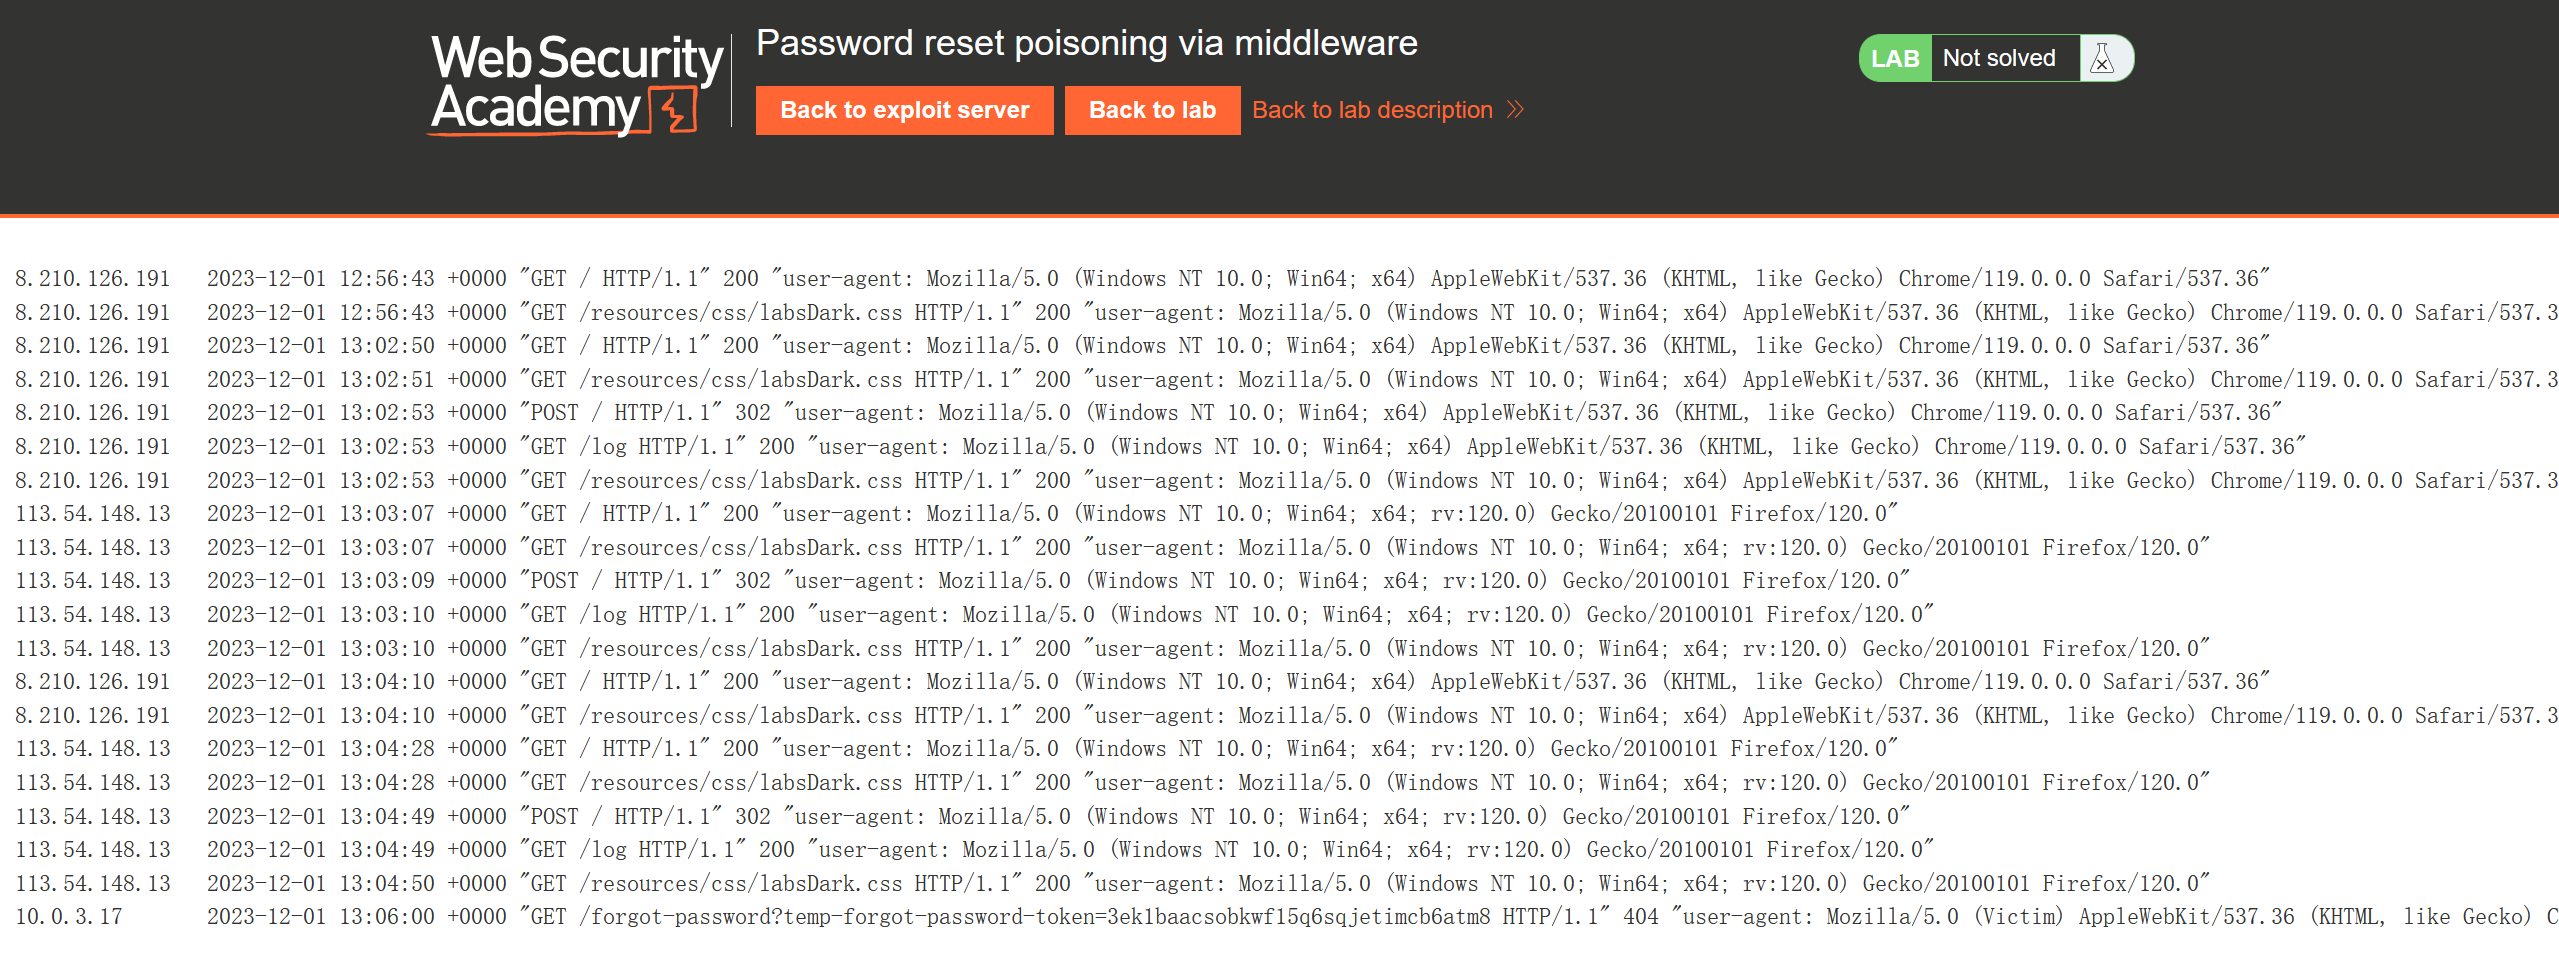 Web Security
Academy
Password reset poisoning via middleware
Back to exploit server
Back to lab
Back to lab description
LAB
Not solved
8.210.126.191 2023-12-01 12:56:43 +0000 "GET / HTTP/1.1" 200 "user-agent: Mozilla/5.0 (Windows NT 10.0; Win64; x64) AppleWebKit/537.36 (KHTML, like Gecko) Chrome/119.0.0.0 Safari/537.36"
8.210.126.191 2023-12-01 12:56:43 +0000 "GET /resources/css/labsDark.css HTTP/1.1" 200 "user-agent: Mozilla/5.0 (Windows NT 10.0; Win64; x64) AppleWebKit/537.36 (KHTML, like Gecko) Chrome/119.0.0.0 Safari/537.3
8.210.126.191 2023-12-01 13:02:50 +0000 "GET / HTTP/1.1" 200 "user-agent: Mozilla/5.0 (Windows NT 10.0; Win64; x64) AppleWebKit/537.36 (KHTML, like Gecko) Chrome/119.0.0.0 Safari/537.36"
8.210.126.191 2023-12-01 13:02:51 +0000 "GET /resources/css/labsDark.css HTTP/1.1" 200 "user-agent: Mozilla/5.0 (Windows NT 10.0; Win64; x64) AppleWebKit/537.36 (KHTML, like Gecko) Chrome/119.0.0.0 Safari/537.3
8.210.126.191 2023-12-01 13:02:53 +0000 "POST / HTTP/1.1" 302 "user-agent: Mozilla/5.0 (Windows NT 10.0; Win64; x64) AppleWebKit/537.36 (KHTML, like Gecko) Chrome/119.0.0.0 Safari/537.36"
8.210.126.191 2023-12-01 13:02:53 +0000 "GET /log HTTP/1.1" 200 "user-agent: Mozilla/5.0 (Windows NT 10.0; Win64; x64) AppleWebKit/537.36 (KHTML, like Gecko) Chrome/119.0.0.0 Safari/537.36"
8.210.126.191 2023-12-01 13:02:53 +0000 "GET /resources/css/labsDark.css HTTP/1.1" 200 "user-agent: Mozilla/5.0 (Windows NT 10.0; Win64; x64) AppleWebKit/537.36 (KHTML, like Gecko) Chrome/119.0.0.0 Safari/537.3
113.54.148.13 2023-12-01 13:03:07 +0000 "GET / HTTP/1.1" 200 "user-agent: Mozilla/5.0 (Windows NT 10.0; Win64; x64; rv:120.0) Gecko/20100101 Firefox/120.0"
113.54.148.13 2023-12-01 13:03:07 +0000 "GET /resources/css/labsDark.css HTTP/1.1" 200 "user-agent: Mozilla/5.0 (Windows NT 10.0; Win64; x64; rv:120.0) Gecko/20100101 Firefox/120.0"
113.54.148.13 2023-12-01 13:03:09 +0000 "POST / HTTP/1.1" 302 "user-agent: Mozilla/5.0 (Windows NT 10.0; Win64; x64; rv:120.0) Gecko/20100101 Firefox/120.0"
113.54.148.13 2023-12-01 13:03:10 +0000 "GET /log HTTP/1.1" 200 "user-agent: Mozilla/5.0 (Windows NT 10.0; Win64; x64; rv:120.0) Gecko/20100101 Firefox/120.0"
113.54.148.13 2023-12-01 13:03:10 +0000 "GET /resources/css/labsDark.css HTTP/1.1" 200 "user-agent: Mozilla/5.0 (Windows NT 10.0; Win64; x64; rv:120.0) Gecko/20100101 Firefox/120.0"
8.210.126.191 2023-12-01 13:04:10 +0000 "GET / HTTP/1.1" 200 "user-agent: Mozilla/5.0 (Windows NT 10.0; Win64; x64) AppleWebKit/537.36 (KHTML, like Gecko) Chrome/119.0.0.0 Safari/537.36"
8.210.126.191 2023-12-01 13:04:10 +0000 "GET /resources/css/labsDark.css HTTP/1.1" 200 "user-agent: Mozilla/5.0 (Windows NT 10.0; Win64; x64) AppleWebKit/537.36 (KHTML, like Gecko) Chrome/119.0.0.0 Safari/537.3
113.54.148.13 2023-12-01 13:04:28 +0000 "GET / HTTP/1.1" 200 "user-agent: Mozilla/5.0 (Windows NT 10.0; Win64; x64; rv:120.0) Gecko/20100101 Firefox/120.0"
113.54.148.13 2023-12-01 13:04:28 +0000 "GET /resources/css/labsDark.css HTTP/1.1" 200 "user-agent: Mozilla/5.0 (Windows NT 10.0; Win64; x64; rv:120.0) Gecko/20100101 Firefox/120.0"
113.54.148.13 2023-12-01 13:04:49 +0000 "POST / HTTP/1.1" 302 "user-agent: Mozilla/5.0 (Windows NT 10.0; Win64; x64; rv:120.0) Gecko/20100101 Firefox/120.0"
113.54.148.13 2023-12-01 13:04:49 +0000 "GET /log HTTP/1.1" 200 "user-agent: Mozilla/5.0 (Windows NT 10.0; Win64; x64; rv:120.0) Gecko/20100101 Firefox/120.0"
113.54.148.13 2023-12-01 13:04:50 +0000 "GET /resources/css/labsDark.css HTTP/1.1" 200 "user-agent: Mozilla/5.0 (Windows NT 10.0; Win64; x64; rv:120.0) Gecko/20100101 Firefox/120.0"
10.0.3.17 2023-12-01 13:06:00 +0000 "GET /forgot-password?temp-forgot-password-token=3ek1baacsobkwf15q6sqjetimcb6atm8 HTTP/1.1" 404 "user-agent: Mozilla/5.0 (Victim) AppleWebKit/537.36 (KHTML, like Gecko) C